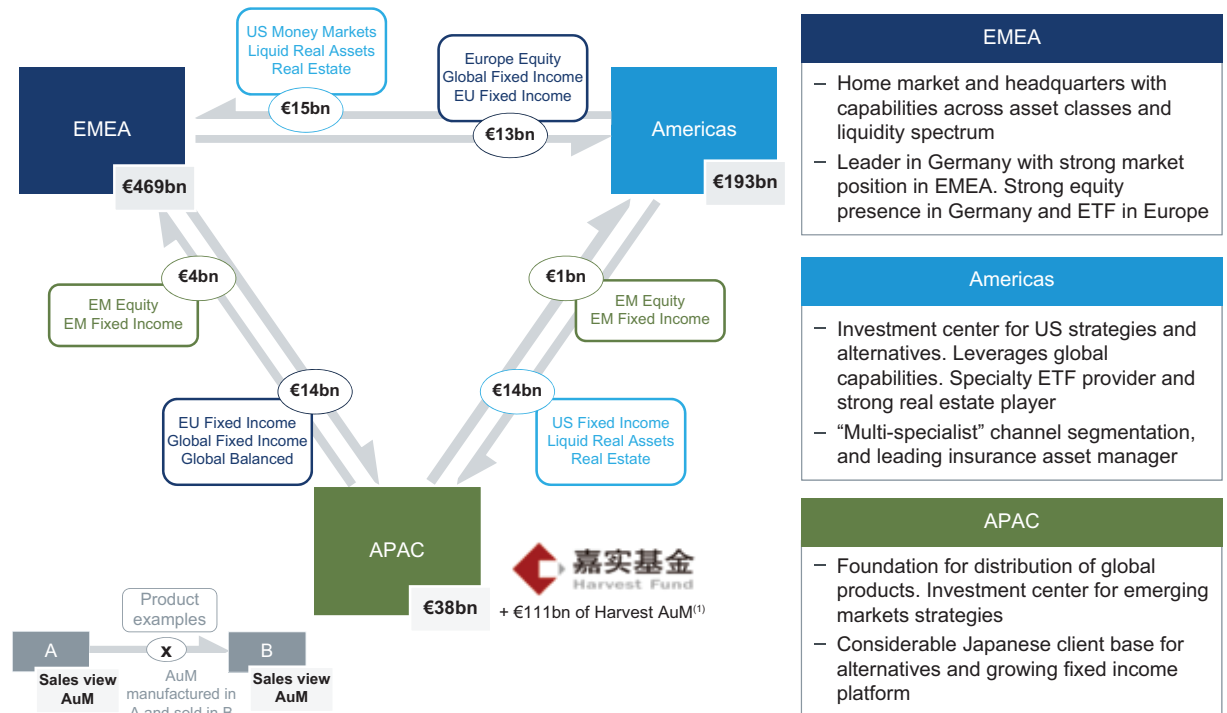 US Money Markets
Liquid Real Assets
Real Estate
€15bn
Europe Equity
Global Fixed Income
EU Fixed Income
€13bn
EMEA
€469bn
Americas
€193bn
€4bn
EM Equity
EM Fixed Income
€1bn
EM Equity
EM Fixed Income
€14bn
EU Fixed Income
Global Fixed Income
Global Balanced
€14bn
US Fixed Income
Liquid Real Assets
Real Estate
APAC
€38bn
嘉实基金
Harvest Fund
+ €111bn of Harvest AuM(1)
Product
examples
A
x
B
Sales view
AuM
AuM
manufactured in
A and sold in B
Sales view
AuM
EMEA
– Home market and headquarters with
capabilities across asset classes and
liquidity spectrum
– Leader in Germany with strong market
position in EMEA. Strong equity
presence in Germany and ETF in Europe
Americas
– Investment center for US strategies and
alternatives. Leverages global
capabilities. Specialty ETF provider and
strong real estate player
– “Multi-specialist” channel segmentation,
and leading insurance asset manager
APAC
– Foundation for distribution of global
products. Investment center for emerging
markets strategies
– Considerable Japanese client base for
alternatives and growing fixed income
platform